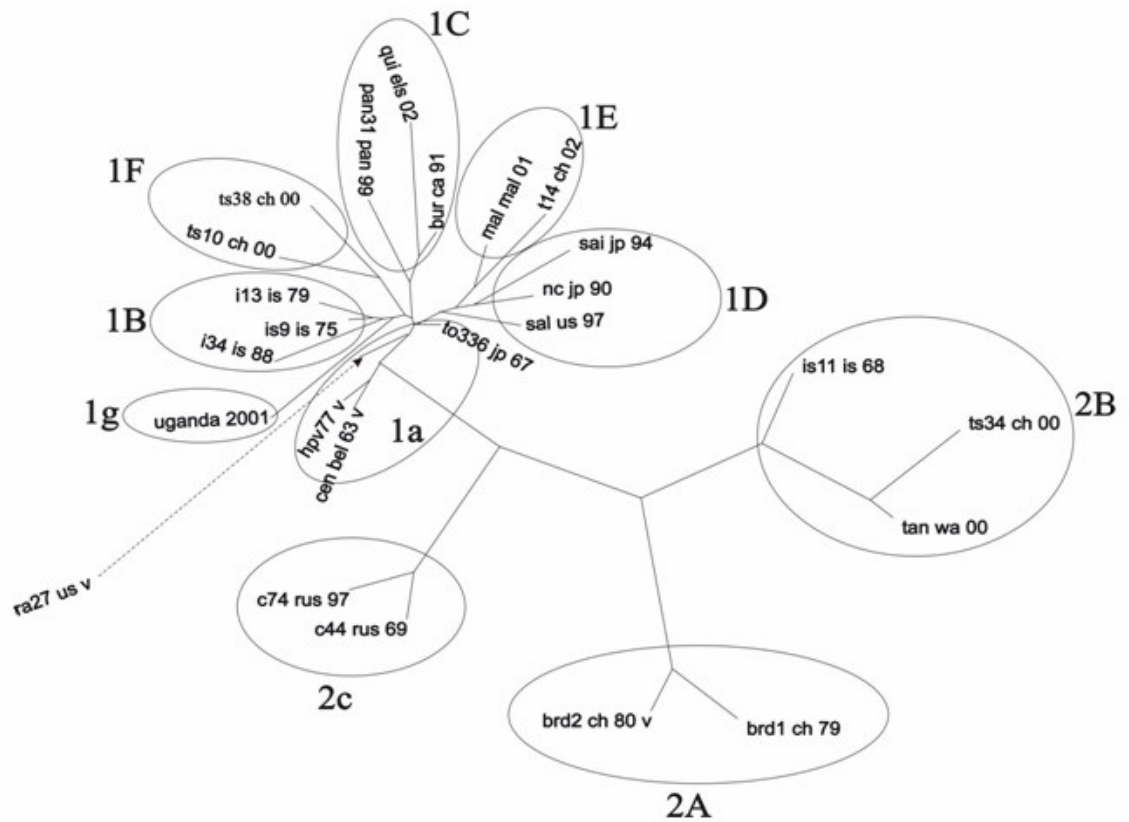 1C
qui els 02
pan31 pan 99
bur ca 91
1E
mal mal 01
t14 ch 02
1F
ts38 ch 00
ts10 ch 00
sai jp 94
nc jp 90
sal us 97
1D
1B
i13 is 79
is9 is 75
i34 is 88
to336 jp 67
1g
uganda 2001
hpv77 v
cen bel 63 v
1a
is11 is 68
ts34 ch 00
tan wa 00
2B
ra27 us v
c74 rus 97
c44 rus 69
2c
brd2 ch 80 v
brd1 ch 79
2A